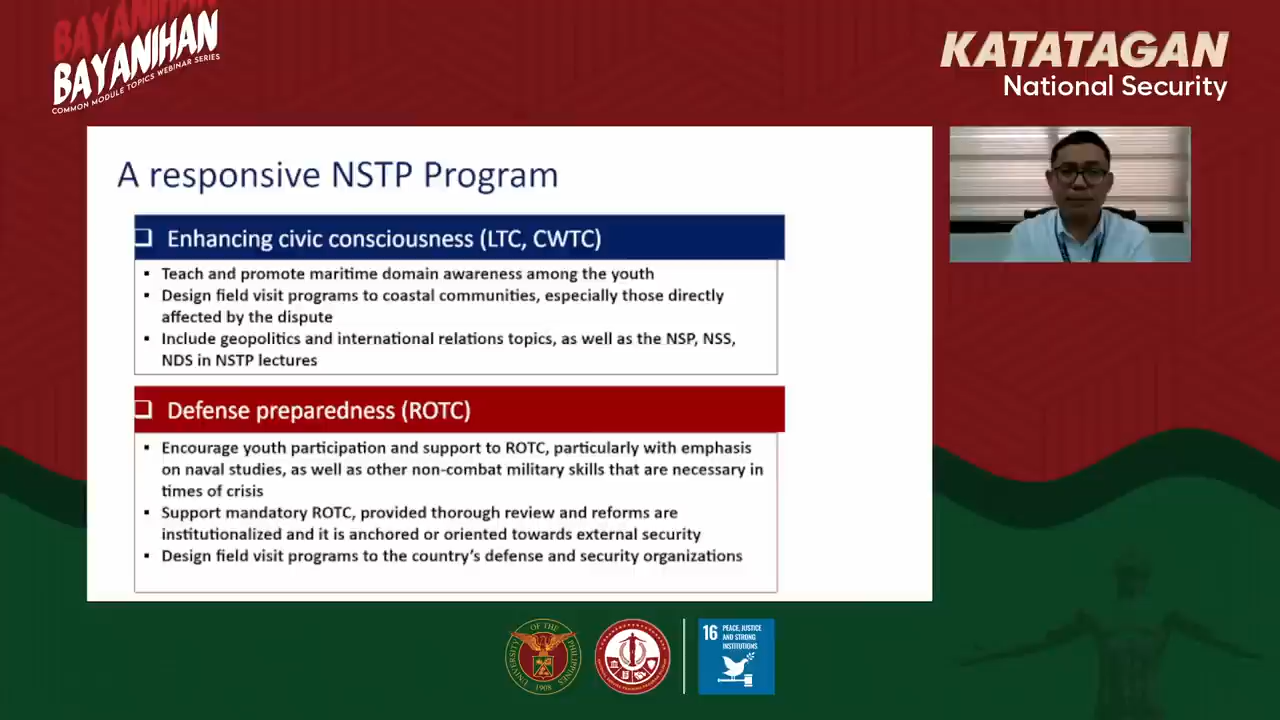 BAYANIHAN
BAYANIHAN
COMMON MODULE TOPICS WEBINAR SERIES
KATATAGAN
National Security
A responsive NSTP Program
Enhancing civic consciousness (LTC, CWTC)
▪ Teach and promote maritime domain awareness among the youth
▪ Design field visit programs to coastal communities, especially those directly
affected by the dispute
▪ Include geopolitics and international relations topics, as well as the NSP, NSS,
NDS in NSTP lectures
Defense preparedness (ROTC)
▪ Encourage youth participation and support to ROTC, particularly with emphasis
on naval studies, as well as other non-combat military skills that are necessary in
times of crisis
▪ Support mandatory ROTC, provided thorough review and reforms are
institutionalized and it is anchored or oriented towards external security
▪ Design field visit programs to the country's defense and security organizations
UNIVERSITY OF THE PHILIPPINES
1908
16 PEACE, JUSTICE
AND STRONG
INSTITUTIONS